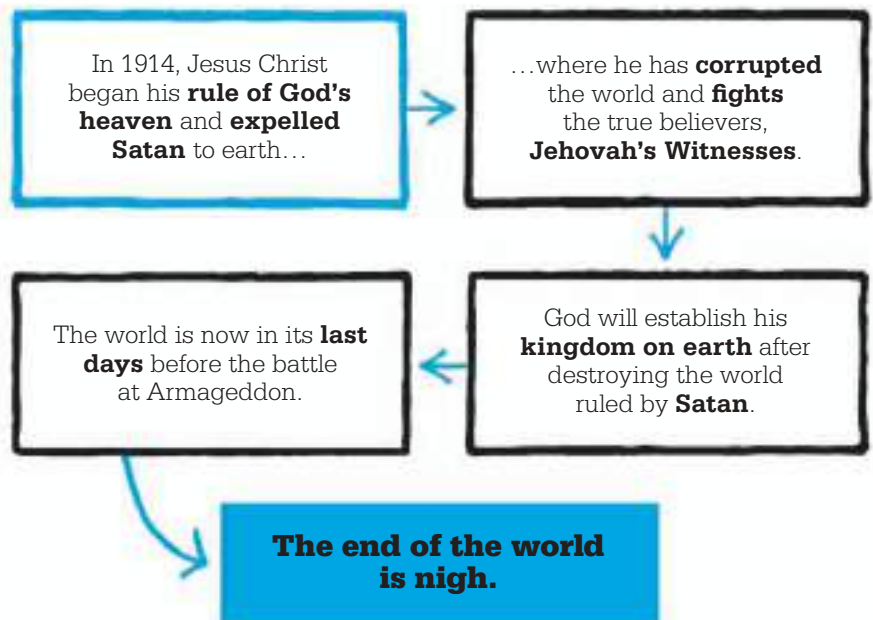 In 1914, Jesus Christ
began his rule of God's
heaven and expelled
Satan to earth…
…where he has corrupted
the world and fights
the true believers,
Jehovah's Witnesses.
God will establish his
kingdom on earth after
destroying the world
ruled by Satan.
The world is now in its last
days before the battle
at Armageddon.
The end of the world
is nigh.